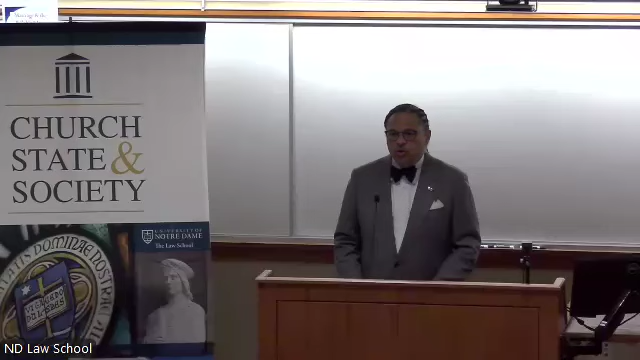 CHURCH
STATE &
SOCIETY
UNIVERSITY OF
NOTRE DAME
The Law School
ND Law School